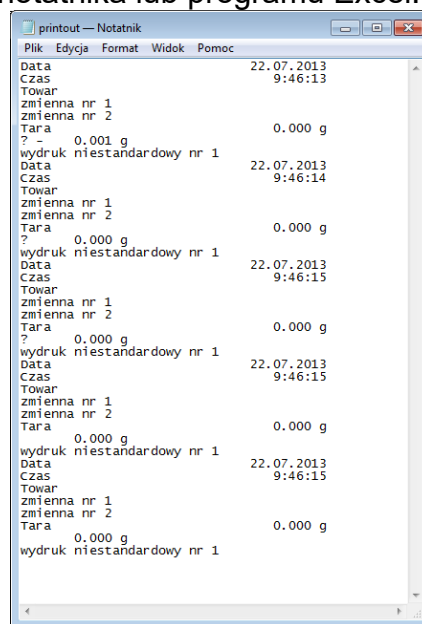 notatnika lub programu Excel.
printout — Notatnik
Plik Edycja Format Widok Pomoc
Data 22.07.2013
Czas 9:46:13
Towar
zmienna nr 1
zmienna nr 2
Tara 0.000 g
? - 0.001 g
wydruk niestandardowy nr 1
Data 22.07.2013
Czas 9:46:14
Towar
zmienna nr 1
zmienna nr 2
Tara 0.000 g
? 0.000 g
wydruk niestandardowy nr 1
Data 22.07.2013
Czas 9:46:15
Towar
zmienna nr 1
zmienna nr 2
Tara 0.000 g
? 0.000 g
wydruk niestandardowy nr 1
Data 22.07.2013
Czas 9:46:15
Towar
zmienna nr 1
zmienna nr 2
Tara 0.000 g
0.000 g
wydruk niestandardowy nr 1
Data 22.07.2013
Czas 9:46:15
Towar
zmienna nr 1
zmienna nr 2
Tara 0.000 g
0.000 g
wydruk niestandardowy nr 1